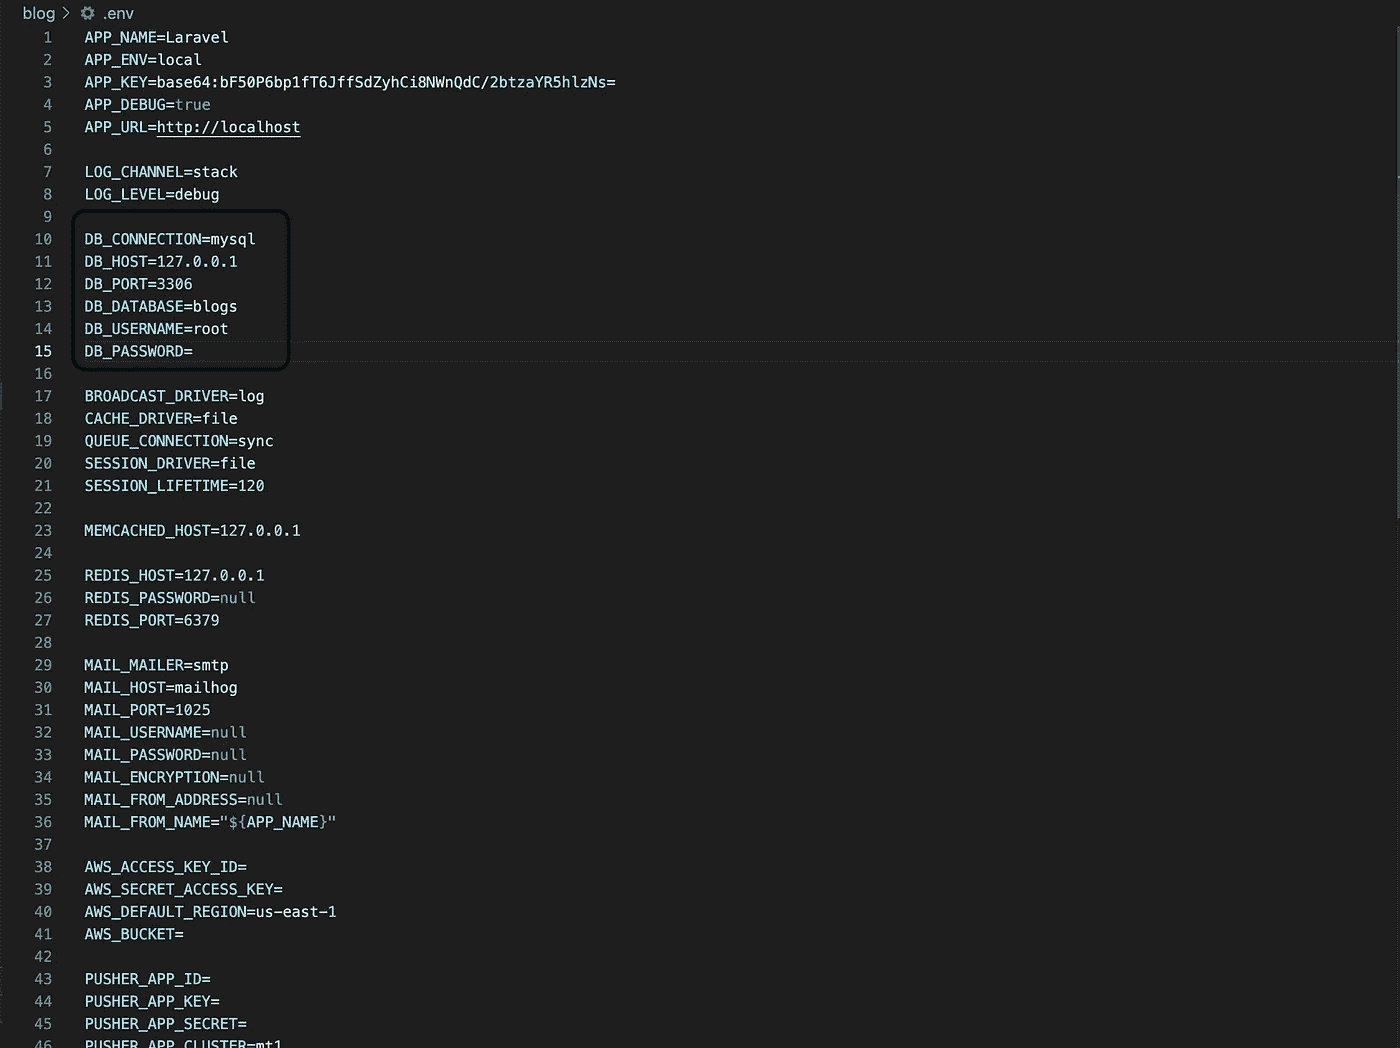 blog > .env
1 APP_NAME=Laravel
2 APP_ENV=local
3 APP_KEY=base64:bF50P6bp1fT6JffSdZyhCi8NWnQdC/2btzaYR5hlzNs=
4 APP_DEBUG=true
5 APP_URL=http://localhost
6
7 LOG_CHANNEL=stack
8 LOG_LEVEL=debug
9
10 DB_CONNECTION=mysql
11 DB_HOST=127.0.0.1
12 DB_PORT=3306
13 DB_DATABASE=blogs
14 DB_USERNAME=root
15 DB_PASSWORD=
16
17 BROADCAST_DRIVER=log
18 CACHE_DRIVER=file
19 QUEUE_CONNECTION=sync
20 SESSION_DRIVER=file
21 SESSION_LIFETIME=120
22
23 MEMCACHED_HOST=127.0.0.1
24
25 REDIS_HOST=127.0.0.1
26 REDIS_PASSWORD=null
27 REDIS_PORT=6379
28
29 MAIL_MAILER=smtp
30 MAIL_HOST=mailhog
31 MAIL_PORT=1025
32 MAIL_USERNAME=null
33 MAIL_PASSWORD=null
34 MAIL_ENCRYPTION=null
35 MAIL_FROM_ADDRESS=null
36 MAIL_FROM_NAME="${APP_NAME}"
37
38 AWS_ACCESS_KEY_ID=
39 AWS_SECRET_ACCESS_KEY=
40 AWS_DEFAULT_REGION=us-east-1
41 AWS_BUCKET=
42
43 PUSHER_APP_ID=
44 PUSHER_APP_KEY=
45 PUSHER_APP_SECRET=
46 PUSHER_APP_CLUSTER=mt1